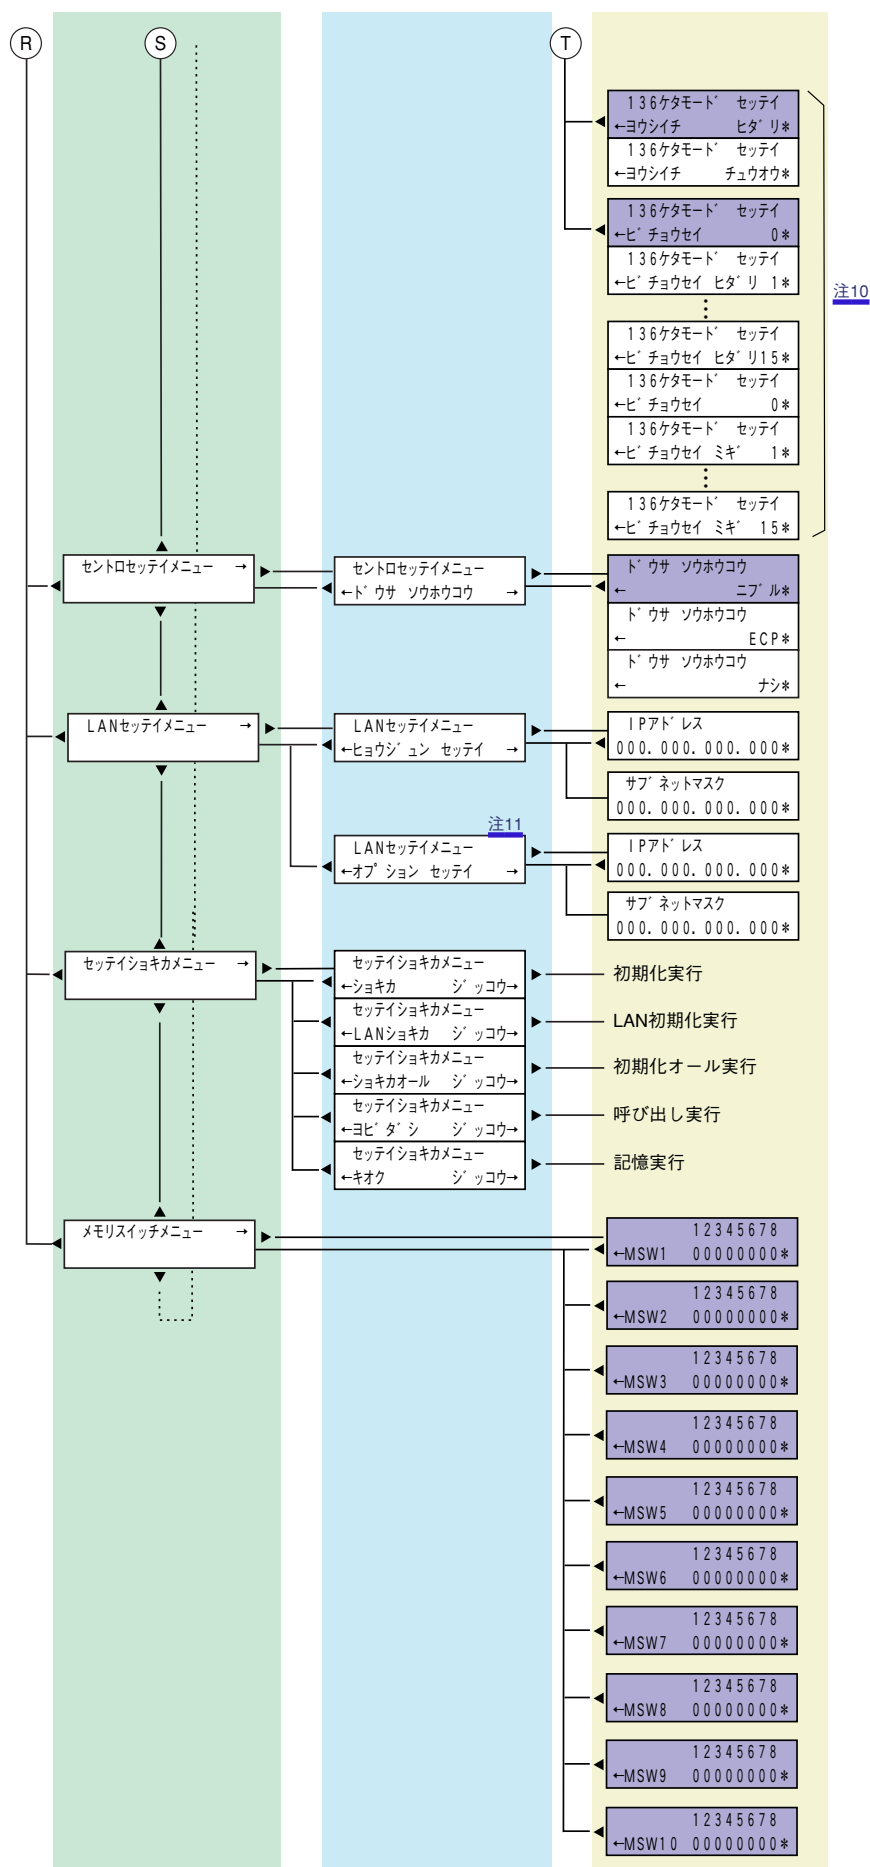 R
S
T
136ケタモード セッテイ
←ヨウシイチ ヒダリ*
136ケタモード セッテイ
←ヨウシイチ チュウオウ*
136ケタモード セッテイ
←ビチョウセイ 0*
136ケタモード セッテイ
←ビチョウセイ ヒダリ 1*
注10
136ケタモード セッテイ
←ビチョウセイ ヒダリ15*
136ケタモード セッテイ
←ビチョウセイ 0*
136ケタモード セッテイ
←ビチョウセイ ミギ 1*
136ケタモード セッテイ
←ビチョウセイ ミギ 15*
セントロセッテイメニュー →
セントロセッテイメニュー
←ドウサ ソウホウコウ →
ドウサ ソウホウコウ
← ニブル*
ドウサ ソウホウコウ
← ECP*
ドウサ ソウホウコウ
← ナシ*
LANセッテイメニュー →
LANセッテイメニュー
←ヒョウジュン セッテイ →
IPアドレス
000.000.000.000*
サブネットマスク
000.000.000.000*
注11
LANセッテイメニュー
←オプション セッテイ →
IPアドレス
000.000.000.000*
サブネットマスク
000.000.000.000*
セッテイショキカメニュー →
セッテイショキカメニュー
←ショキカ ジッコウ→
初期化実行
セッテイショキカメニュー
←LANショキカ ジッコウ→
LAN初期化実行
セッテイショキカメニュー
←ショキカオール ジッコウ→
初期化オール実行
セッテイショキカメニュー
←ヨビダシ ジッコウ→
呼び出し実行
セッテイショキカメニュー
←キオク ジッコウ→
記憶実行
メモリスイッチメニュー →
12345678
←MSW1 00000000*
12345678
←MSW2 00000000*
12345678
←MSW3 00000000*
12345678
←MSW4 00000000*
12345678
←MSW5 00000000*
12345678
←MSW6 00000000*
12345678
←MSW7 00000000*
12345678
←MSW8 00000000*
12345678
←MSW9 00000000*
12345678
←MSW10 00000000*